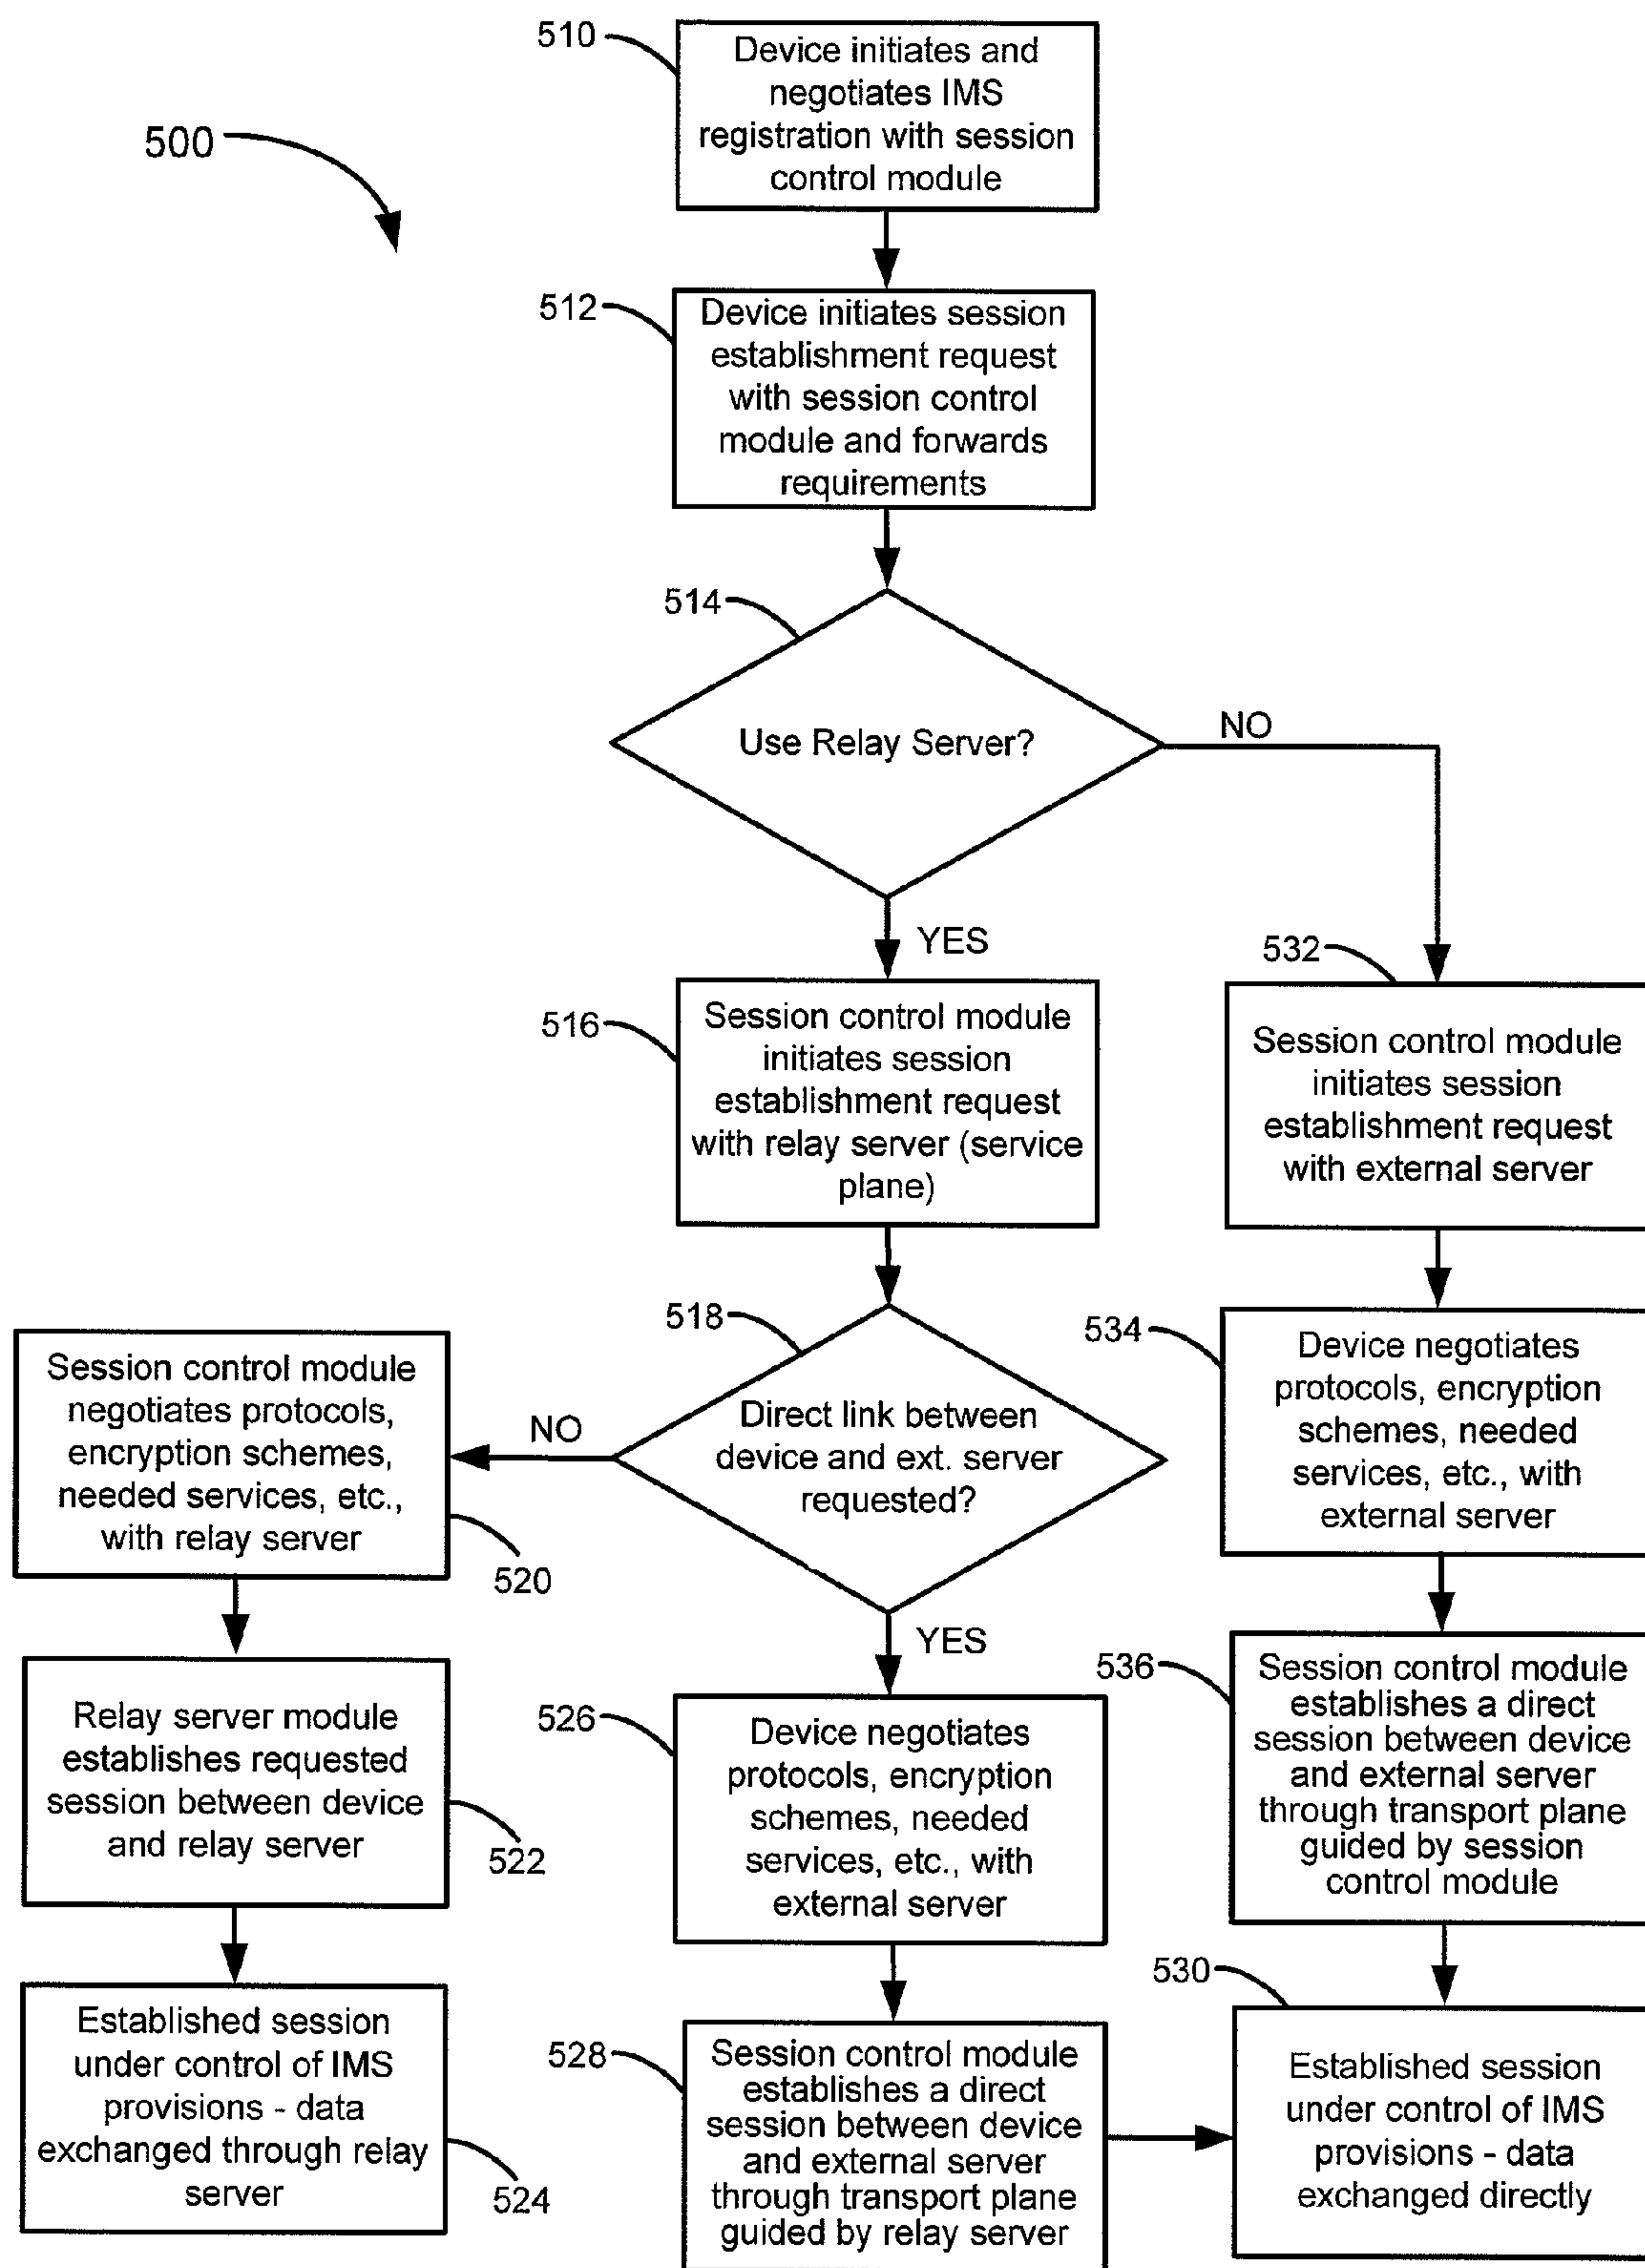 510
Device initiates and
negotiates IMS
registration with session
control module
500
512
Device initiates session
establishment request
with session control
module and forwards
requirements
514
Use Relay Server?
NO
YES
516
Session control module
initiates session
establishment request
with relay server (service
plane)
532
Session control module
initiates session
establishment request
with external server
518
Direct link between
device and ext. server
requested?
NO
YES
520
Session control module
negotiates protocols,
encryption schemes,
needed services, etc.,
with relay server
534
Device negotiates
protocols, encryption
schemes, needed
services, etc., with
external server
522
Relay server module
establishes requested
session between device
and relay server
526
Device negotiates
protocols, encryption
schemes, needed
services, etc., with
external server
536
Session control module
establishes a direct
session between device
and external server
through transport plane
guided by session
control module
524
Established session
under control of IMS
provisions - data
exchanged through relay
server
528
Session control module
establishes a direct
session between device
and external server
through transport plane
guided by relay server
530
Established session
under control of IMS
provisions - data
exchanged directly